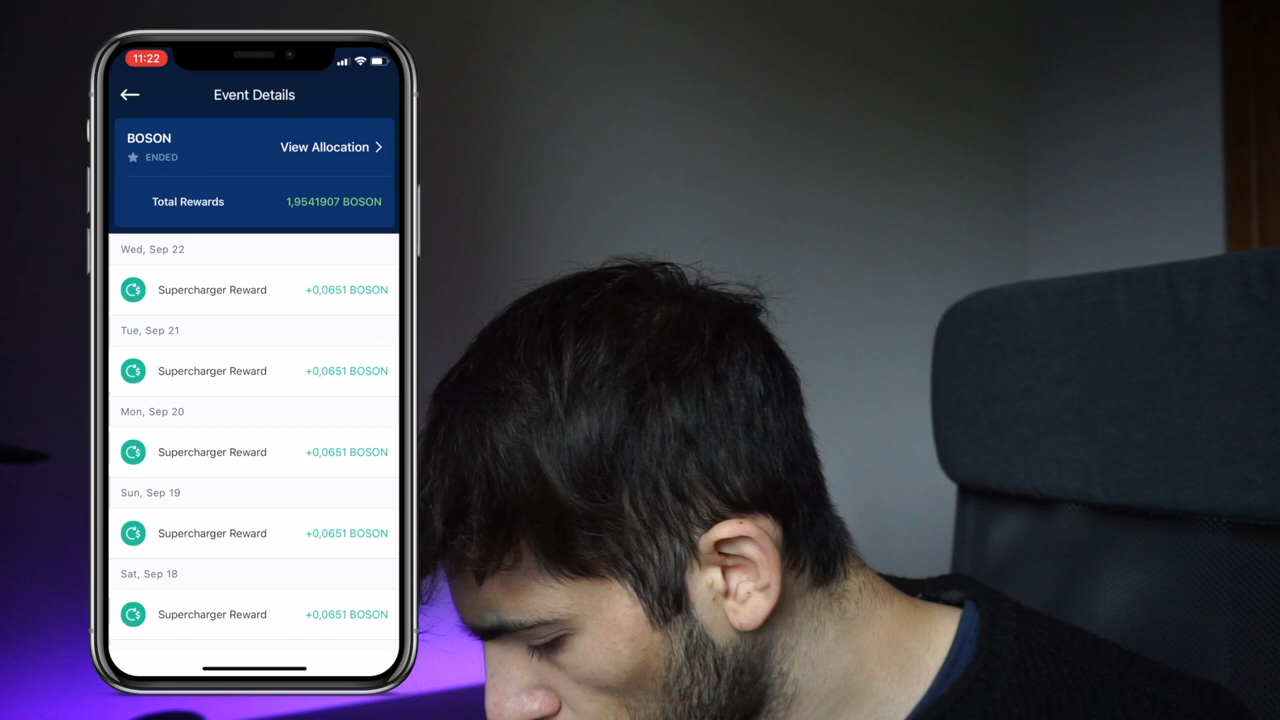 11:22
Event Details
BOSON
View Allocation
ENDED
Total Rewards
1,9541907 BOSON
Wed, Sep 22
Supercharger Reward +0,0651 BOSON
Tue, Sep 21
Supercharger Reward +0,0651 BOSON
Mon, Sep 20
Supercharger Reward +0,0651 BOSON
Sun, Sep 19
Supercharger Reward +0,0651 BOSON
Sat, Sep 18
Supercharger Reward +0,0651 BOSON